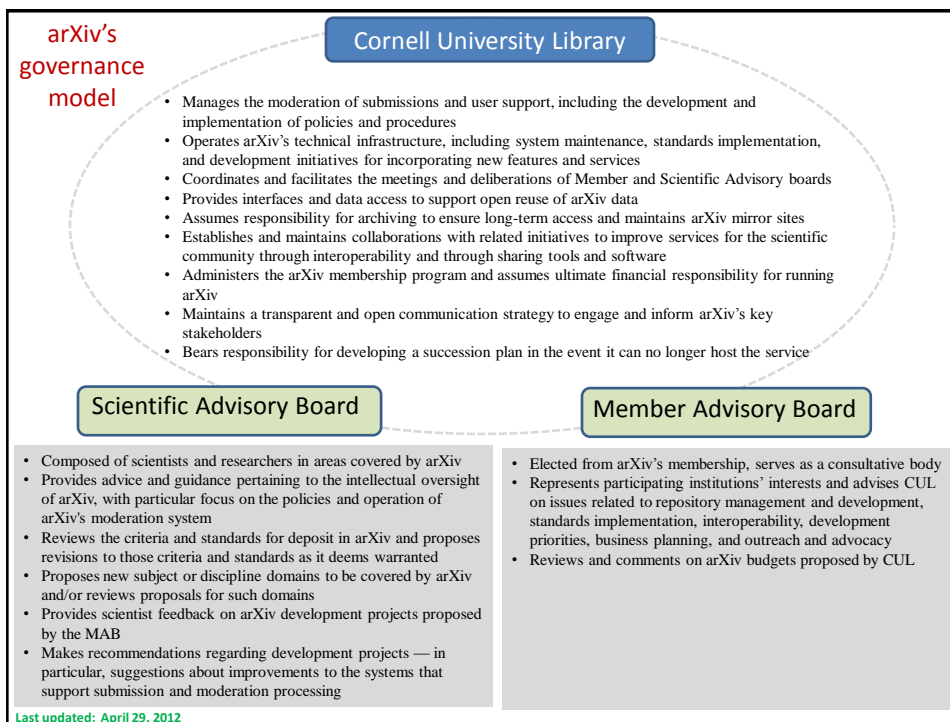 arXiv's
governance
model
Cornell University Library
• Manages the moderation of submissions and user support, including the development and
implementation of policies and procedures
• Operates arXiv's technical infrastructure, including system maintenance, standards implementation,
and development initiatives for incorporating new features and services
• Coordinates and facilitates the meetings and deliberations of Member and Scientific Advisory boards
• Provides interfaces and data access to support open reuse of arXiv data
• Assumes responsibility for archiving to ensure long-term access and maintains arXiv mirror sites
• Establishes and maintains collaborations with related initiatives to improve services for the scientific
community through interoperability and through sharing tools and software
• Administers the arXiv membership program and assumes ultimate financial responsibility for running
arXiv
• Maintains a transparent and open communication strategy to engage and inform arXiv's key
stakeholders
• Bears responsibility for developing a succession plan in the event it can no longer host the service
Scientific Advisory Board
• Composed of scientists and researchers in areas covered by arXiv
• Provides advice and guidance pertaining to the intellectual oversight
of arXiv, with particular focus on the policies and operation of
arXiv's moderation system
• Reviews the criteria and standards for deposit in arXiv and proposes
revisions to those criteria and standards as it deems warranted
• Proposes new subject or discipline domains to be covered by arXiv
and/or reviews proposals for such domains
• Provides scientist feedback on arXiv development projects proposed
by the MAB
• Makes recommendations regarding development projects — in
particular, suggestions about improvements to the systems that
support submission and moderation processing
Member Advisory Board
• Elected from arXiv's membership, serves as a consultative body
• Represents participating institutions' interests and advises CUL
on issues related to repository management and development,
standards implementation, interoperability, development
priorities, business planning, and outreach and advocacy
• Reviews and comments on arXiv budgets proposed by CUL
Last updated: April 29, 2012